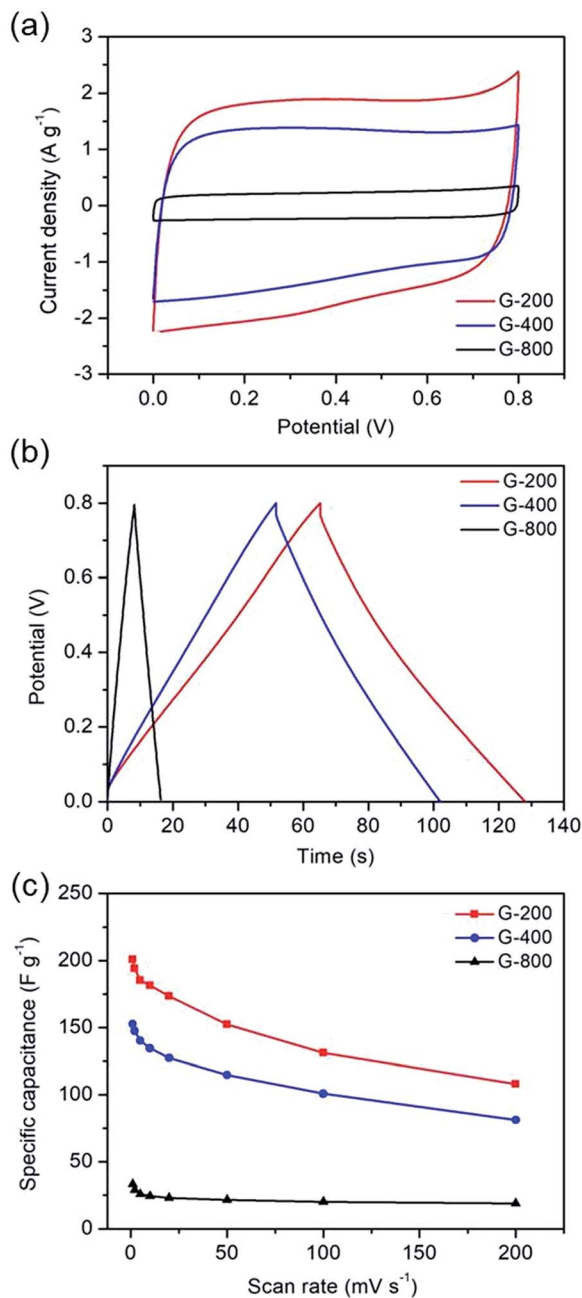 (a)
3
2
1
0
-1
-2
-3
Current density (A g⁻¹)
G-200
G-400
G-800
0.0 0.2 0.4 0.6 0.8
Potential (V)
(b)
0.8
0.6
0.4
0.2
0.0
Potential (V)
G-200
G-400
G-800
0 20 40 60 80 100 120 140
Time (s)
(c)
250
200
150
100
50
0
Specific capacitance (F g⁻¹)
G-200
G-400
G-800
0 50 100 150 200
Scan rate (mV s⁻¹)